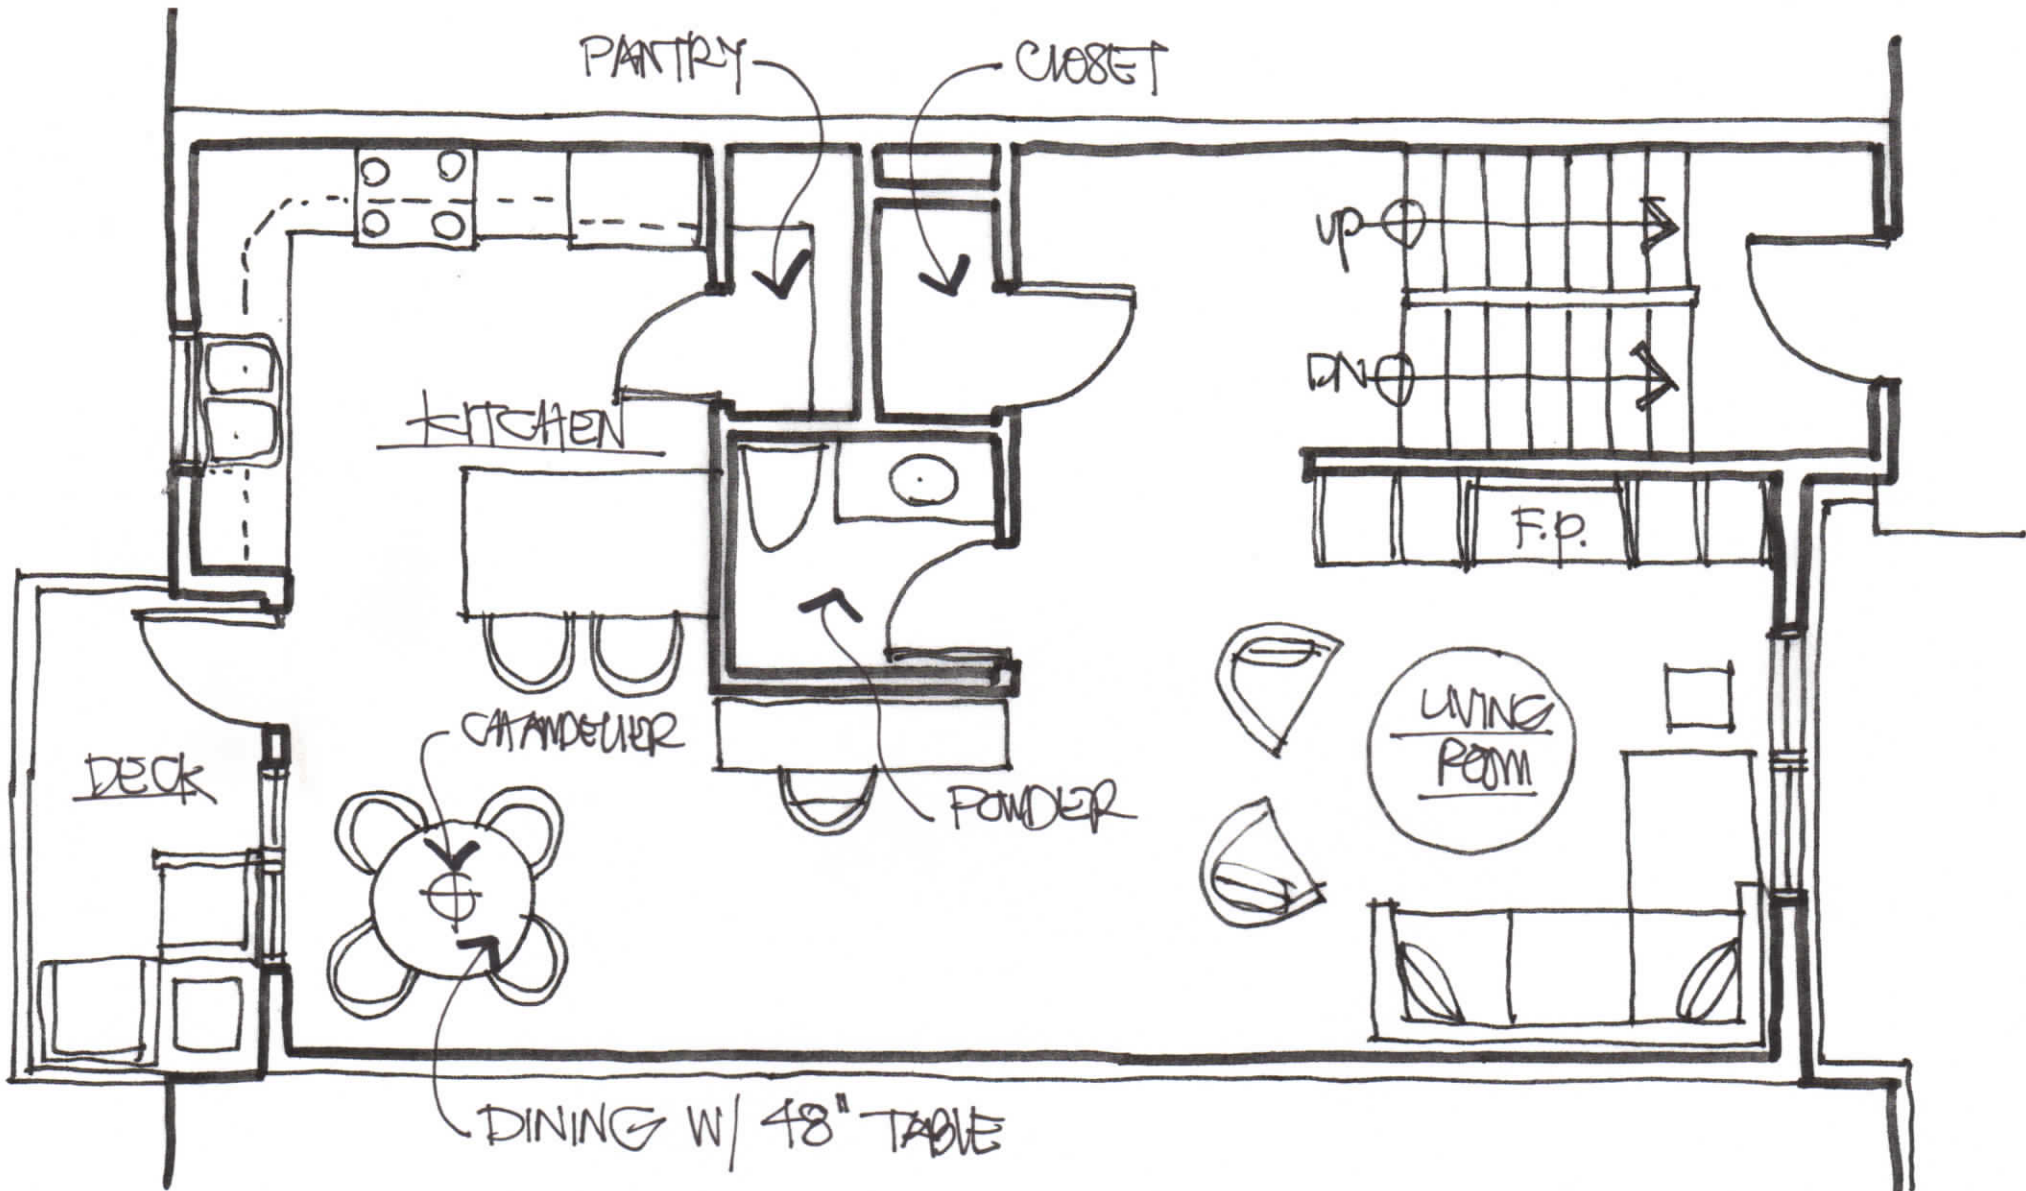 PANTRY
CLOSET
UP
DN
KITCHEN
F.P.
LIVING
ROOM
CHANDELIER
DECK
POWDER
DINING W/ 48" TABLE